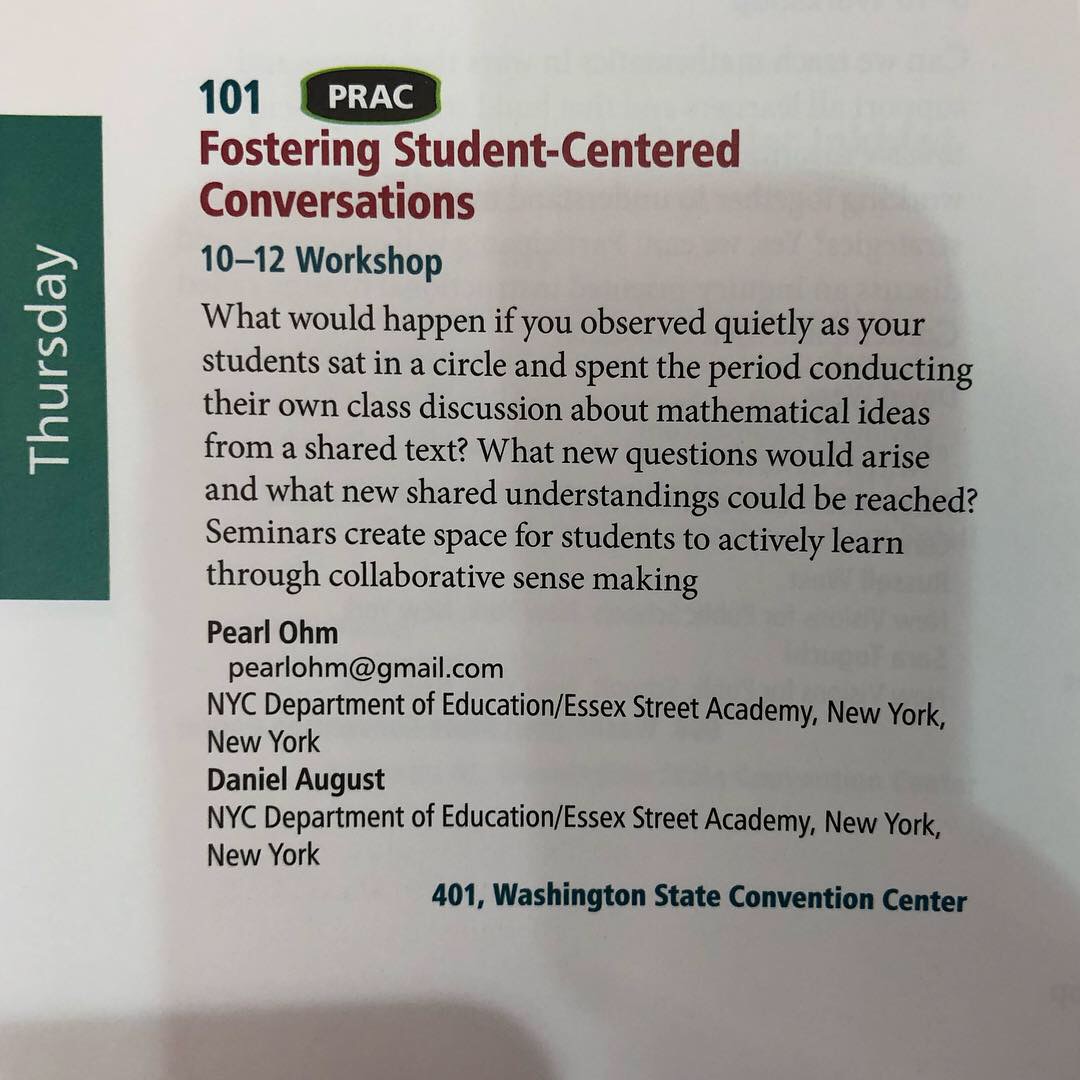 Thursday
101 PRAC
Fostering Student-Centered
Conversations
10–12 Workshop
What would happen if you observed quietly as your
students sat in a circle and spent the period conducting
their own class discussion about mathematical ideas
from a shared text? What new questions would arise
and what new shared understandings could be reached?
Seminars create space for students to actively learn
through collaborative sense making
Pearl Ohm
pearlohm@gmail.com
NYC Department of Education/Essex Street Academy, New York,
New York
Daniel August
NYC Department of Education/Essex Street Academy, New York,
New York
401, Washington State Convention Center